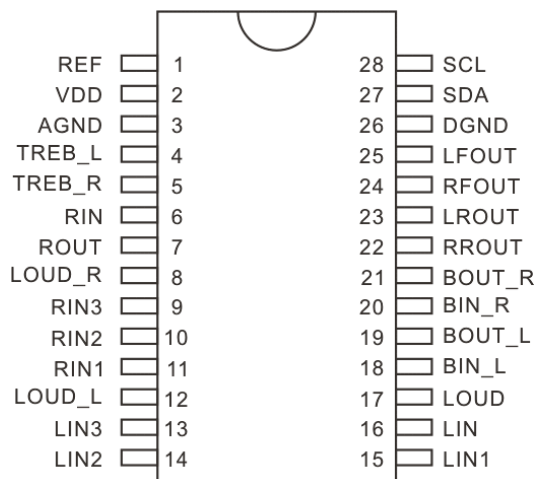 REF 1 28 SCL
VDD 2 27 SDA
AGND 3 26 DGND
TREB_L 4 25 LFOUT
TREB_R 5 24 RFOUT
RIN 6 23 LROUT
ROUT 7 22 RROUT
LOUD_R 8 21 BOUT_R
RIN3 9 20 BIN_R
RIN2 10 19 BOUT_L
RIN1 11 18 BIN_L
LOUD_L 12 17 LOUD
LIN3 13 16 LIN
LIN2 14 15 LIN1